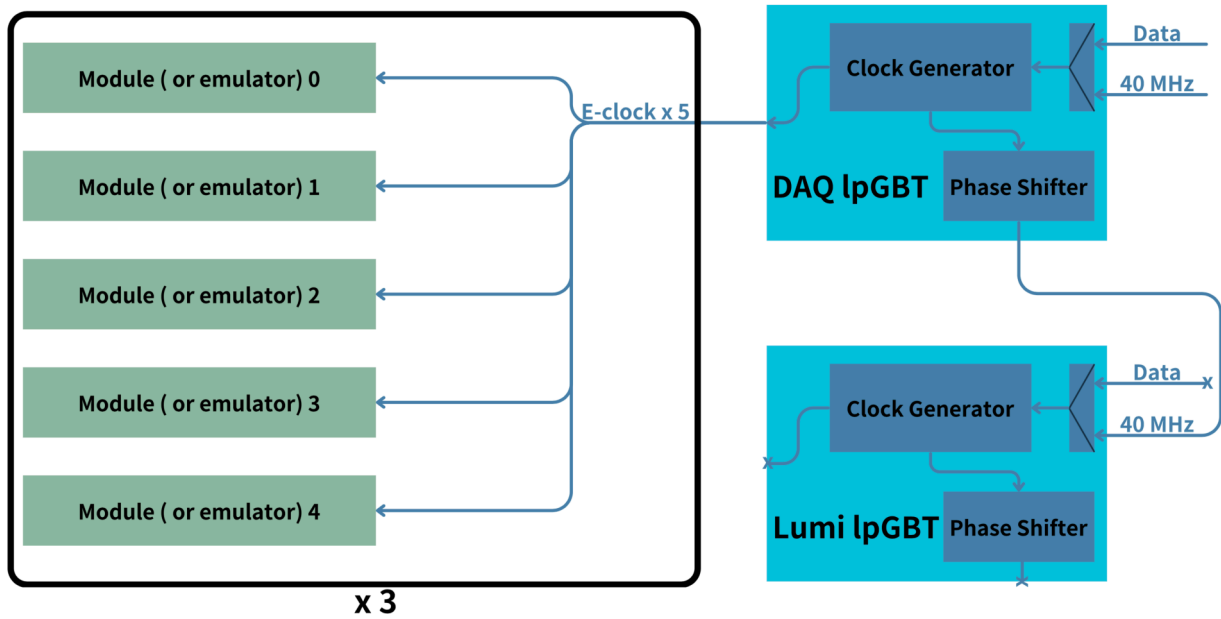 Module ( or emulator) 0
Module ( or emulator) 1
Module ( or emulator) 2
Module ( or emulator) 3
Module ( or emulator) 4
x 3
E-clock x 5
Clock Generator
Data
40 MHz
DAQ lpGBT
Phase Shifter
Clock Generator
Data
x
40 MHz
x
Lumi lpGBT
Phase Shifter
x